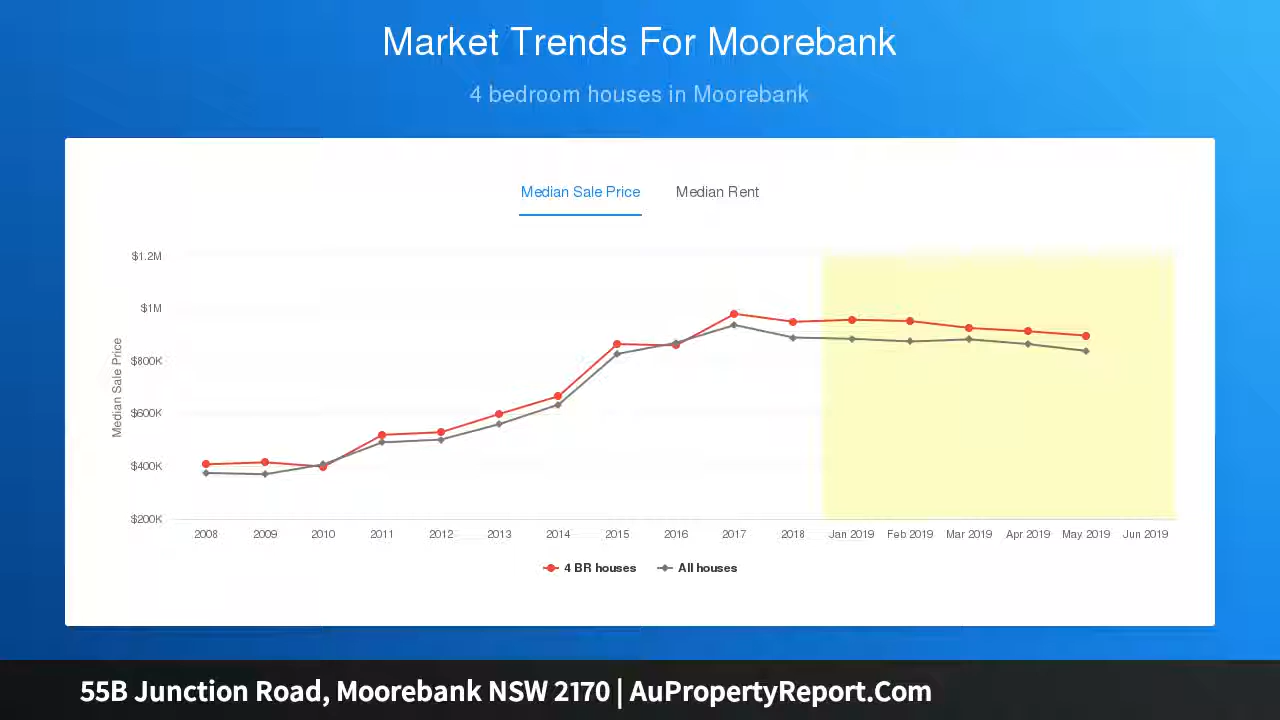 Market Trends For Moorebank
4 bedroom houses in Moorebank
Median Sale Price Median Rent
$1.2M
$1M
$800K
$600K
$400K
$200K
Median Sale Price
2008 2009 2010 2011 2012 2013 2014 2015 2016 2017 2018 Jan 2019 Feb 2019 Mar 2019 Apr 2019 May 2019 Jun 2019
4 BR houses All houses
55B Junction Road, Moorebank NSW 2170 | AuPropertyReport.Com